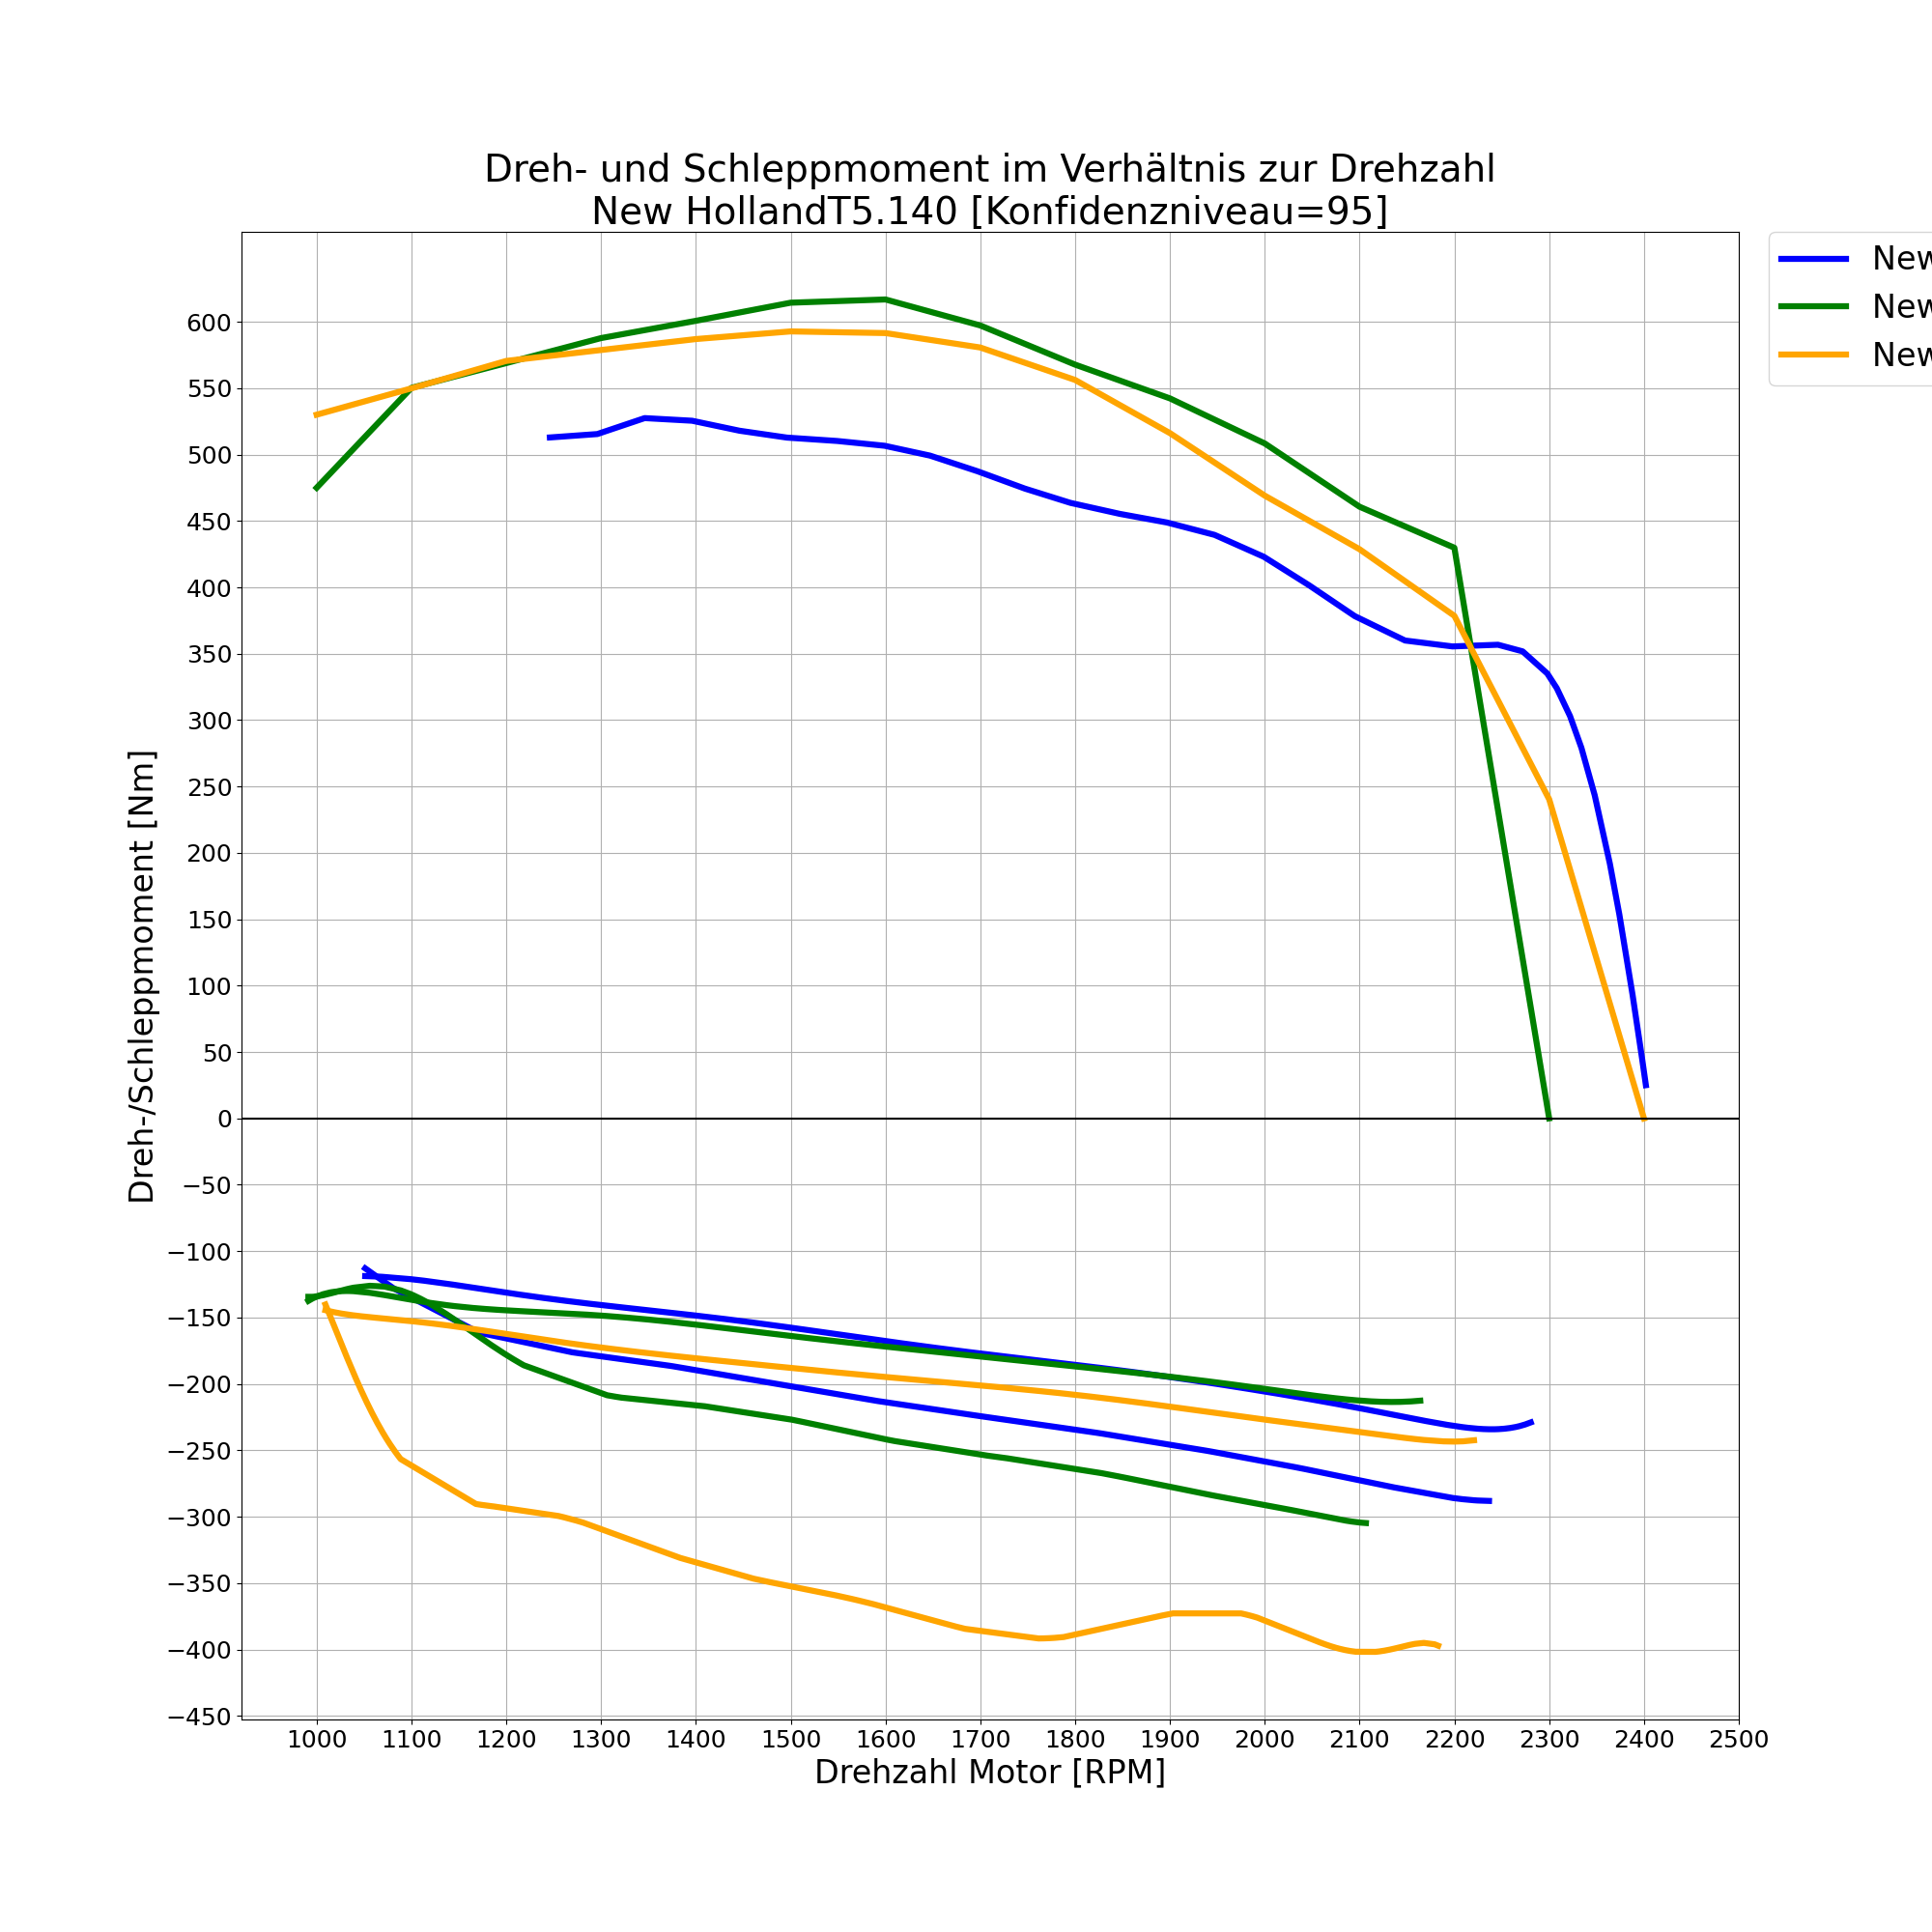 Dreh- und Schleppmoment im Verhältnis zur Drehzahl
New HollandT5.140 [Konfidenzniveau=95]
New
New
New
Dreh-/Schleppmoment [Nm]
600
550
500
450
400
350
300
250
200
150
100
50
0
−50
−100
−150
−200
−250
−300
−350
−400
−450
1000 1100 1200 1300 1400 1500 1600 1700 1800 1900 2000 2100 2200 2300 2400 2500
Drehzahl Motor [RPM]